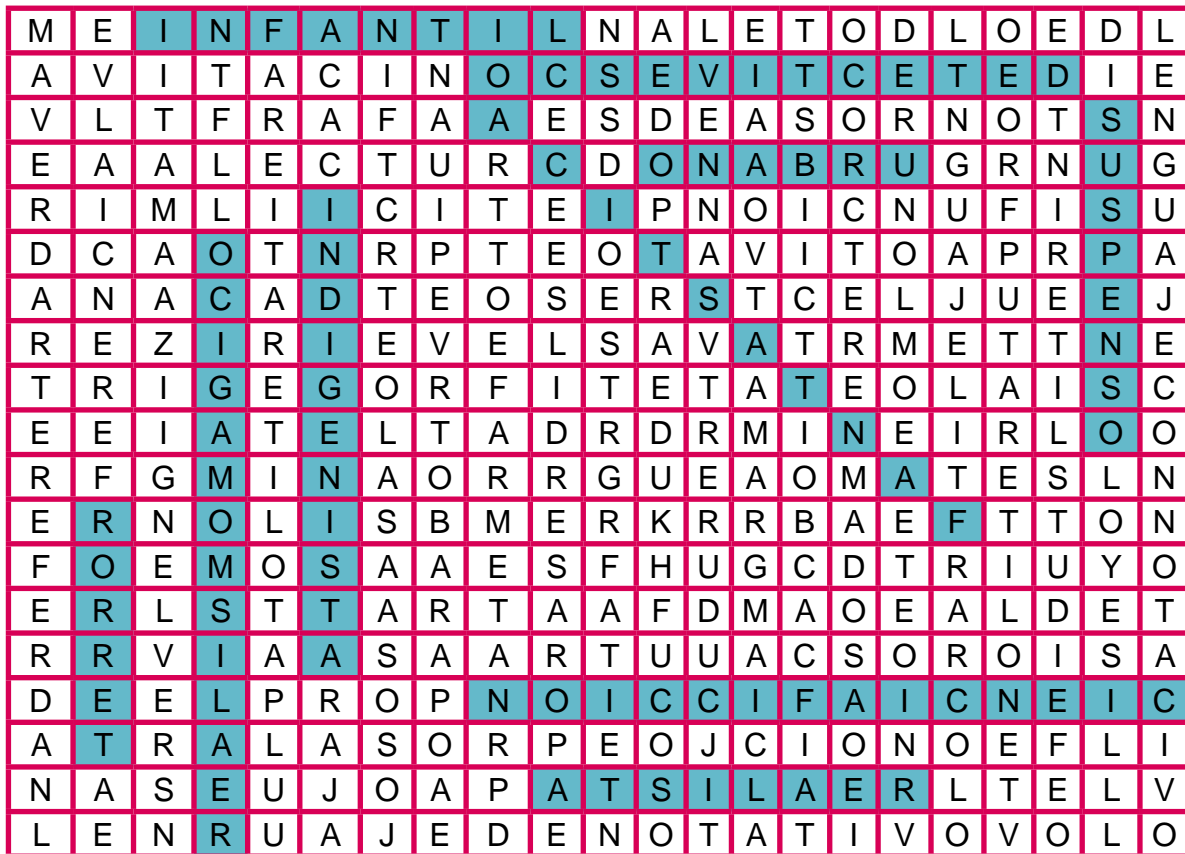 M E I N F A N T I L N A L E T O D L O E D L
A V I T A C I N O C S E V I T C E T E D I E
V L T F R A F A A E S D E A S O R N O T S N
E A A L E C T U R C D O N A B R U G R N U G
R I M L I I C I T E I P N O I C N U F I S U
D C A O T N R P T E O T A V I T O A P R P A
A N A C A D T E O S E R S T C E L J U E E J
R E Z I R I E V E L S A V A T R M E T T N E
T R I G E G O R F I T E T A T E O L A I S C
E E I A T E L T A D R D R M I N E I R L O O
R F G M I N A O R R G U E A O M A T E S L N
E R N O L I S B M E R K R R B A E F T T O N
F O E M O S A A E S F H U G C D T R I U Y O
E R L S T T A R T A A F D M A O E A L D E T
R R V I A A S A A R T U U A C S O R O I S A
D E E L P R O P N O I C C I F A I C N E I C
A T R A L A S O R P E O J C I O N O E F L I
N A S E U J O A P A T S I L A E R L T E L V
L E N R U A J E D E N O T A T I V O V O L O